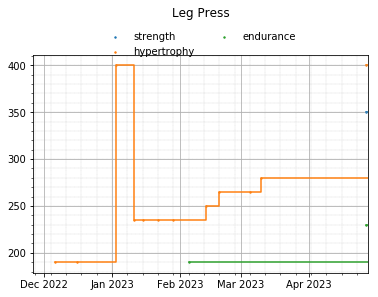 Leg Press
strength
endurance
hypertrophy
400
350
300
250
200
Dec 2022
Jan 2023
Feb 2023
Mar 2023
Apr 2023